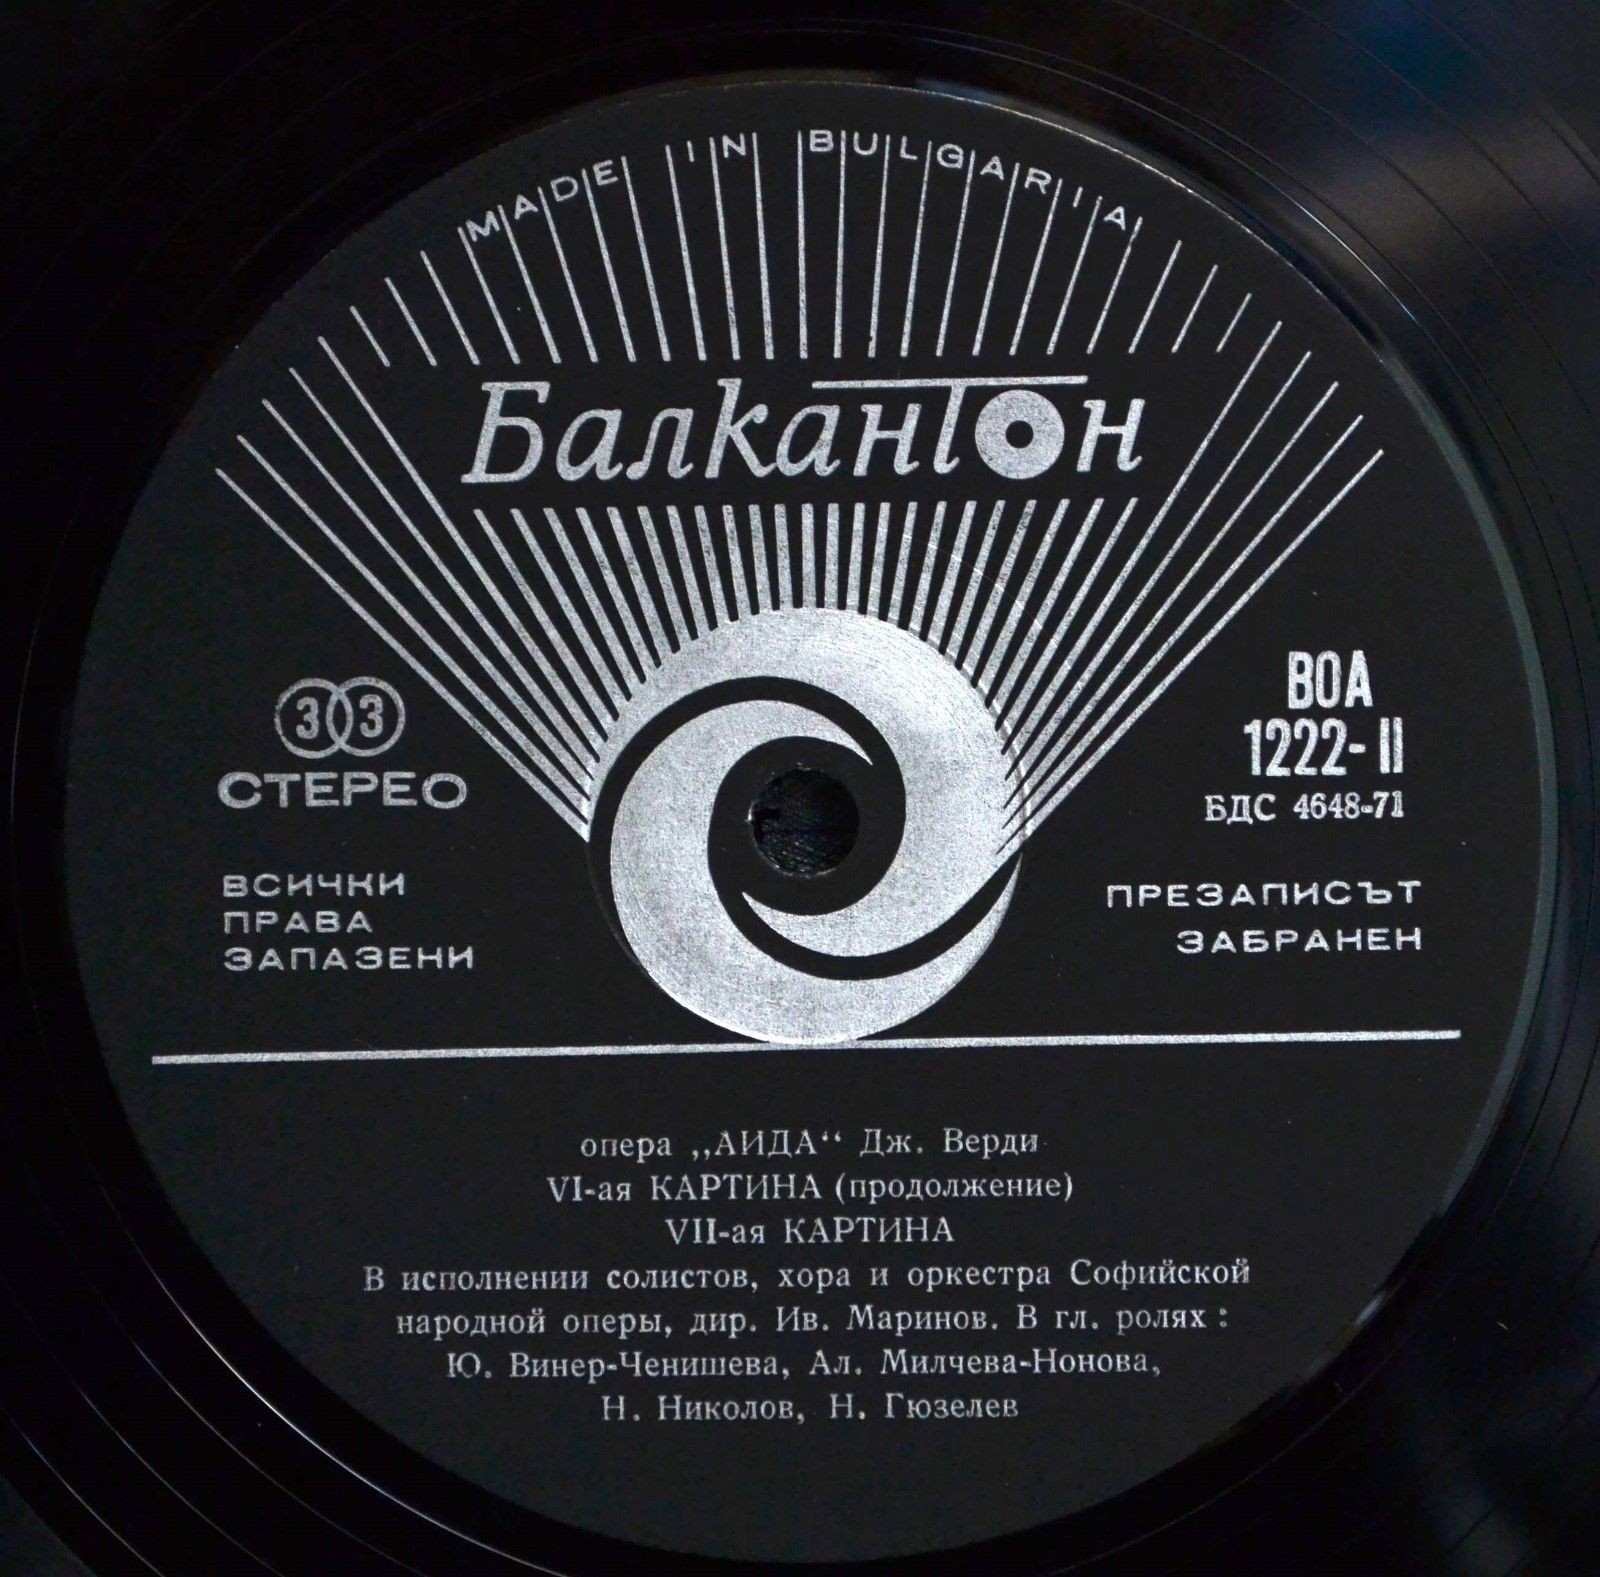 MADE IN BULGARIA
Балкантон
33
СТЕРЕО
ВСИЧКИ
ПРАВА
ЗАПАЗЕНИ
ВОА
1222-II
БДС 4648-71
ПРЕЗАПИСЪТ
ЗАБРАНЕН
опера „АИДА“ Дж. Верди
VI-ая КАРТИНА (продолжение)
VII-ая КАРТИНА
В исполнении солистов, хора и оркестра Софийской
народной оперы, дир. Ив. Маринов. В гл. ролях :
Ю. Винер-Ченишева, Ал. Милчева-Нонова,
Н. Николов, Н. Гюзелев